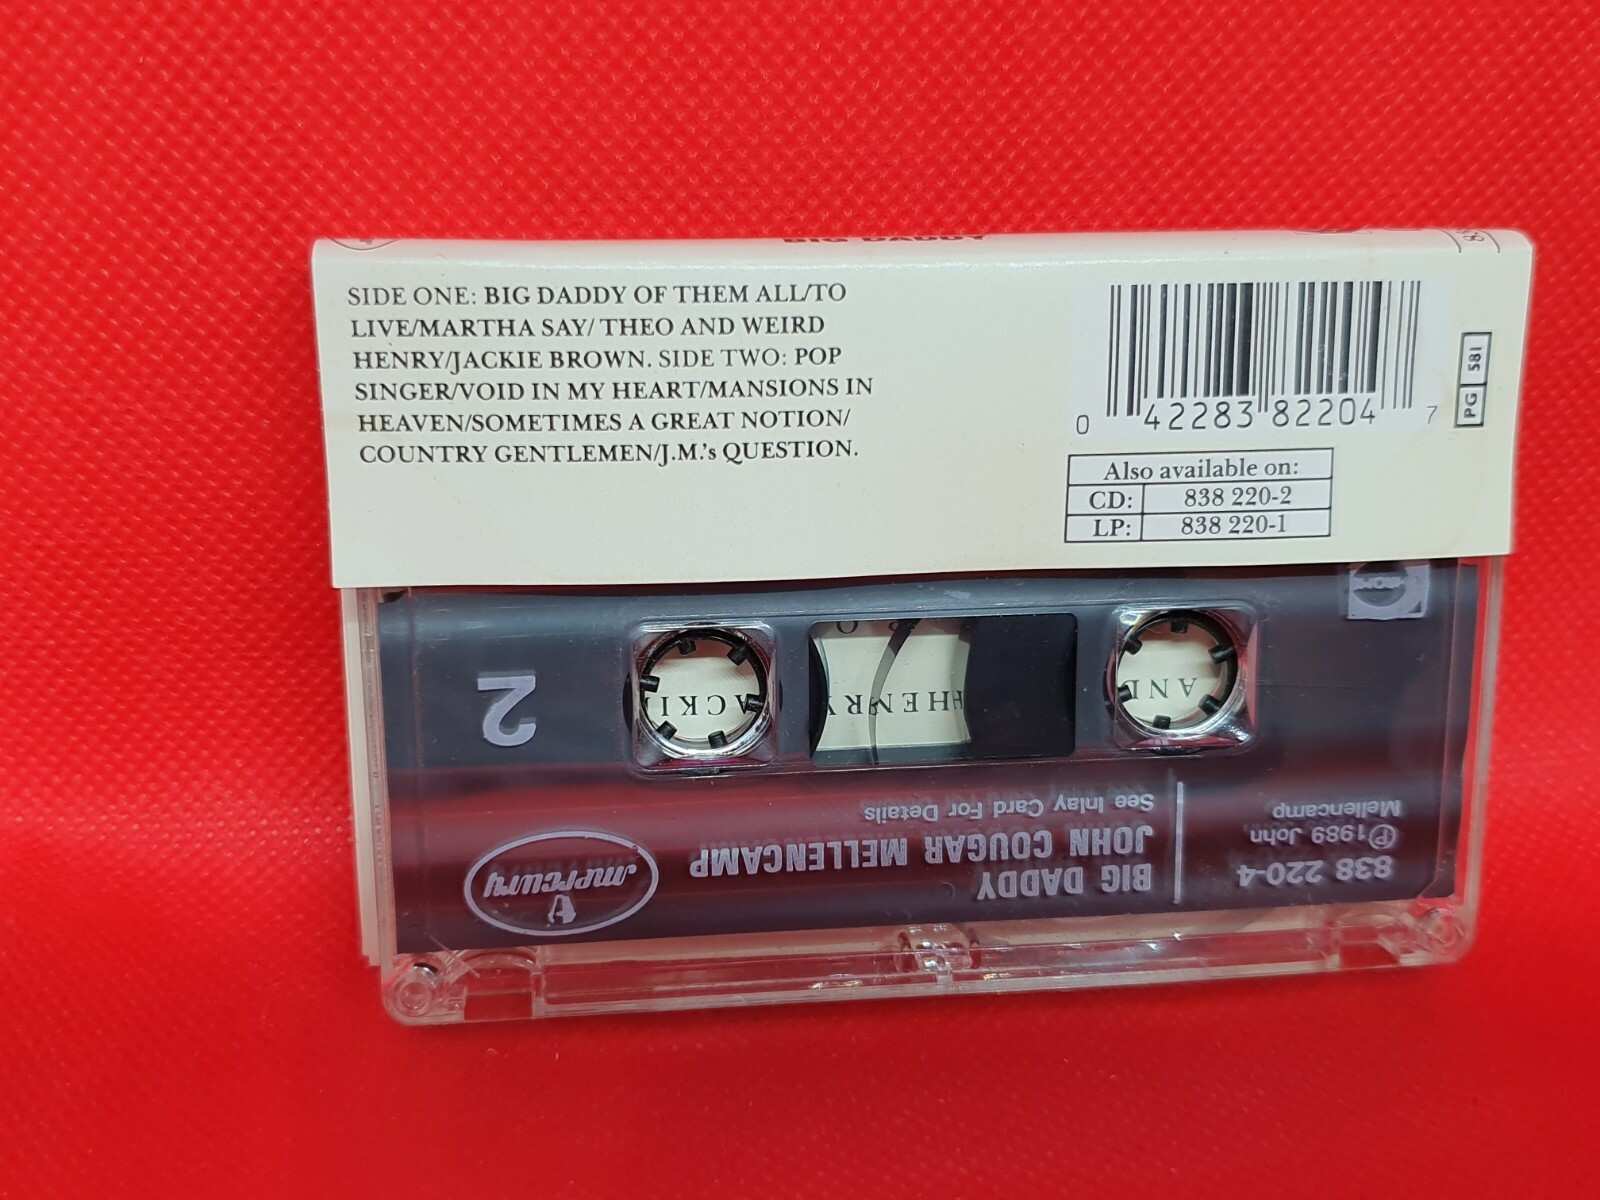 BIG DADDY
SIDE ONE: BIG DADDY OF THEM ALL/TO
LIVE/MARTHA SAY/ THEO AND WEIRD
HENRY/JACKIE BROWN. SIDE TWO: POP
SINGER/VOID IN MY HEART/MANSIONS IN
HEAVEN/SOMETIMES A GREAT NOTION/
COUNTRY GENTLEMEN/J.M.'s QUESTION.
0 42283 82204 7
PG 581
Also available on:
CD: 838 220-2
LP: 838 220-1
2
HENRY
AND
BIG DADDY
JOHN COUGAR MELLENCAMP
See Inlay Card For Details
mercury
838 220-4
℗1989 John
Mellencamp